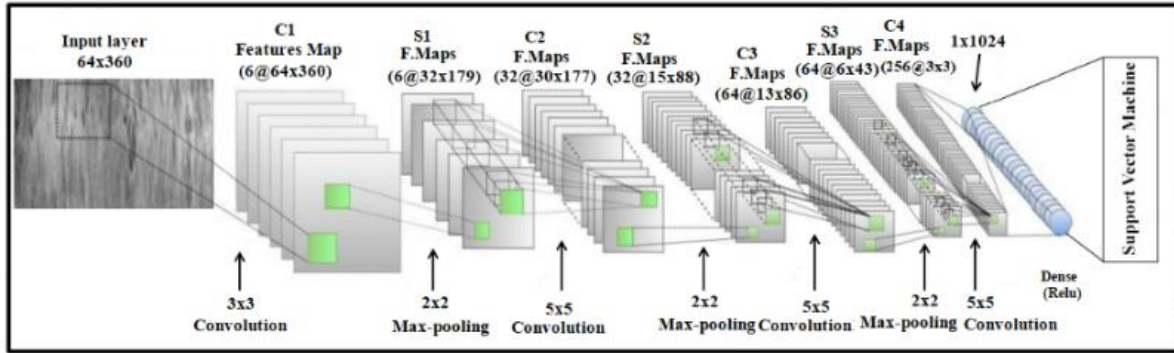 Input layer
64x360
C1
Features Map
(6@64x360)
S1
F.Maps
(6@32x179)
C2
F.Maps
(32@30x177)
S2
F.Maps
(32@15x88)
C3
F.Maps
(64@13x86)
S3
F.Maps
(64@6x43)
C4
F.Maps
(256@3x3)
1x1024
Support Vector Machine
Dense
(Relu)
3x3
Convolution
2x2
Max-pooling
5x5
Convolution
2x2
Max-pooling
5x5
Convolution
2x2
Max-pooling
5x5
Convolution